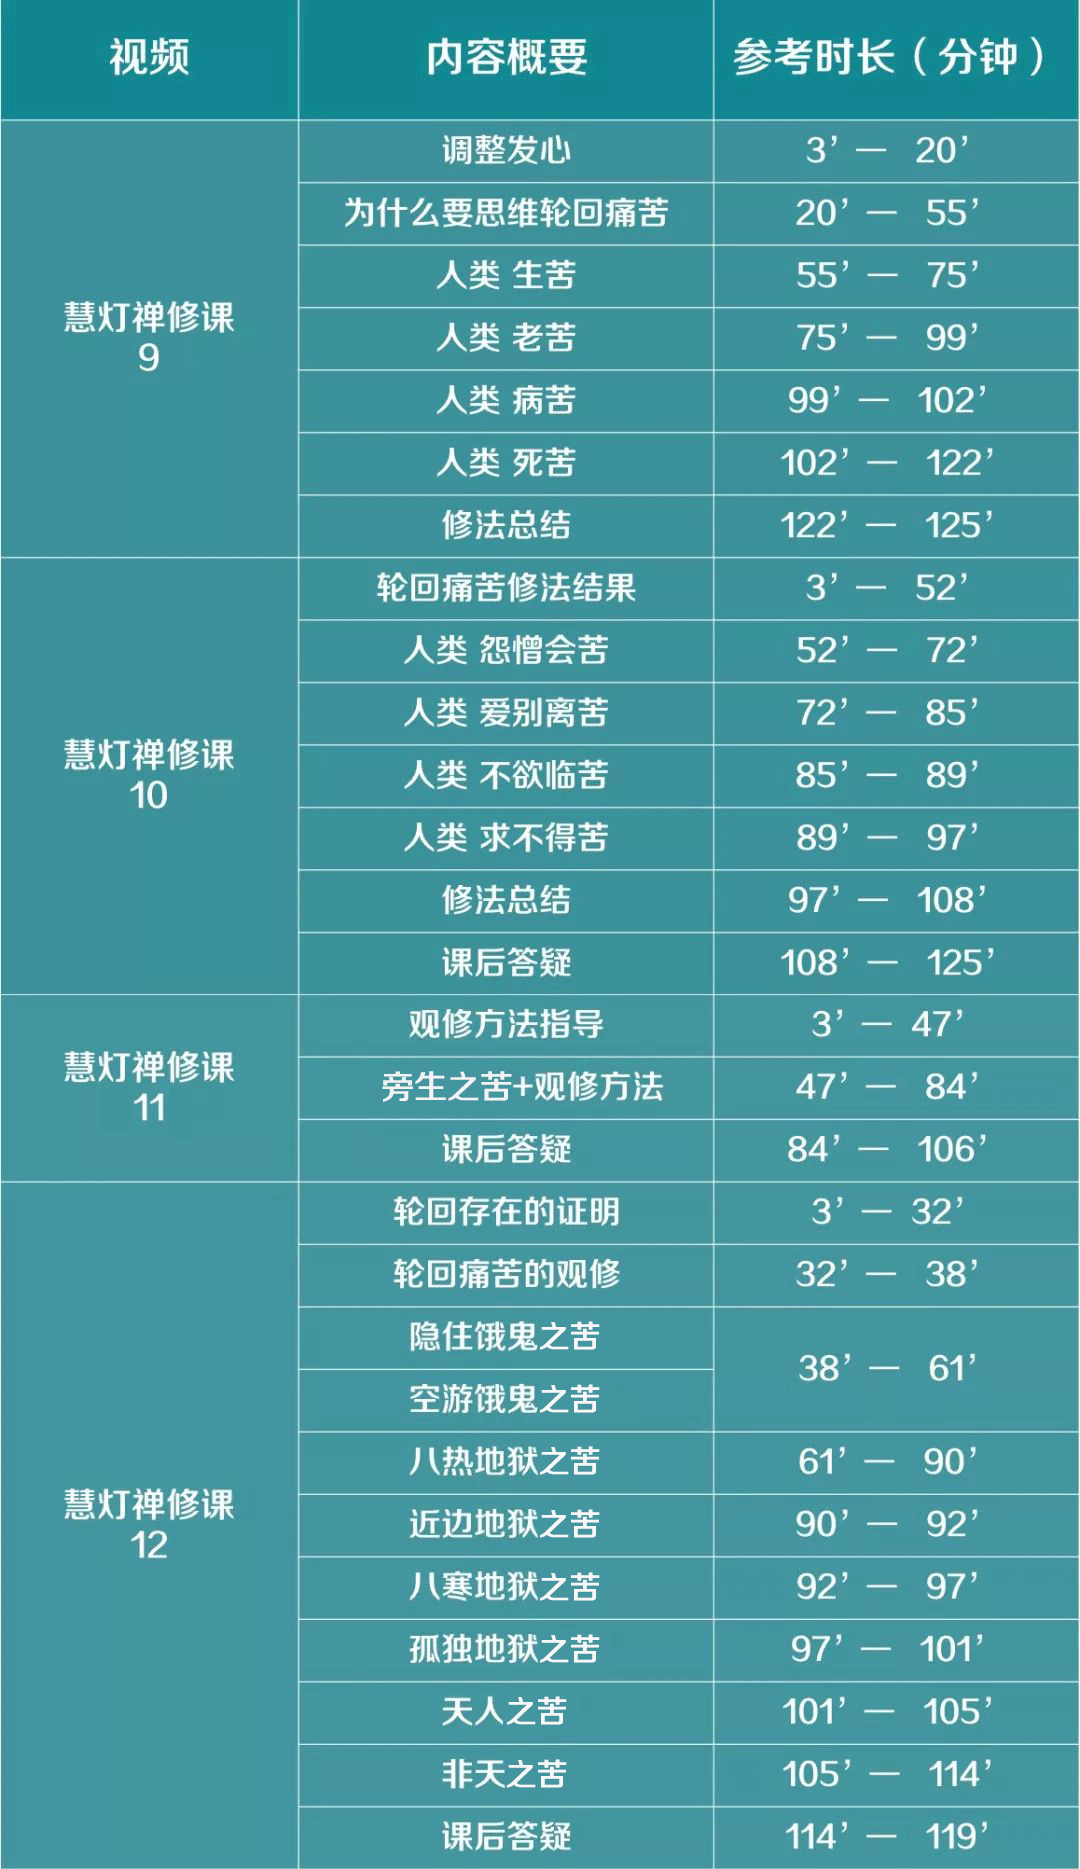 视频 内容概要 参考时长（分钟）
调整发心 3’ — 20’
为什么要思维轮回痛苦 20’ — 55’
人类 生苦 55’ — 75’
慧灯禅修课
9
人类 老苦 75’ — 99’
人类 病苦 99’ — 102’
人类 死苦 102’ — 122’
修法总结 122’ — 125’
轮回痛苦修法结果 3’ — 52’
人类 怨憎会苦 52’ — 72’
人类 爱别离苦 72’ — 85’
慧灯禅修课
10
人类 不欲临苦 85’ — 89’
人类 求不得苦 89’ — 97’
修法总结 97’ — 108’
课后答疑 108’ — 125’
观修方法指导 3’ — 47’
慧灯禅修课
11
旁生之苦+观修方法 47’ — 84’
课后答疑 84’ — 106’
轮回存在的证明 3’ — 32’
轮回痛苦的观修 32’ — 38’
隐住饿鬼之苦
38’ — 61’
空游饿鬼之苦
八热地狱之苦 61’ — 90’
慧灯禅修课
12
近边地狱之苦 90’ — 92’
八寒地狱之苦 92’ — 97’
孤独地狱之苦 97’ — 101’
天人之苦 101’ — 105’
非天之苦 105’ — 114’
课后答疑 114’ — 119’